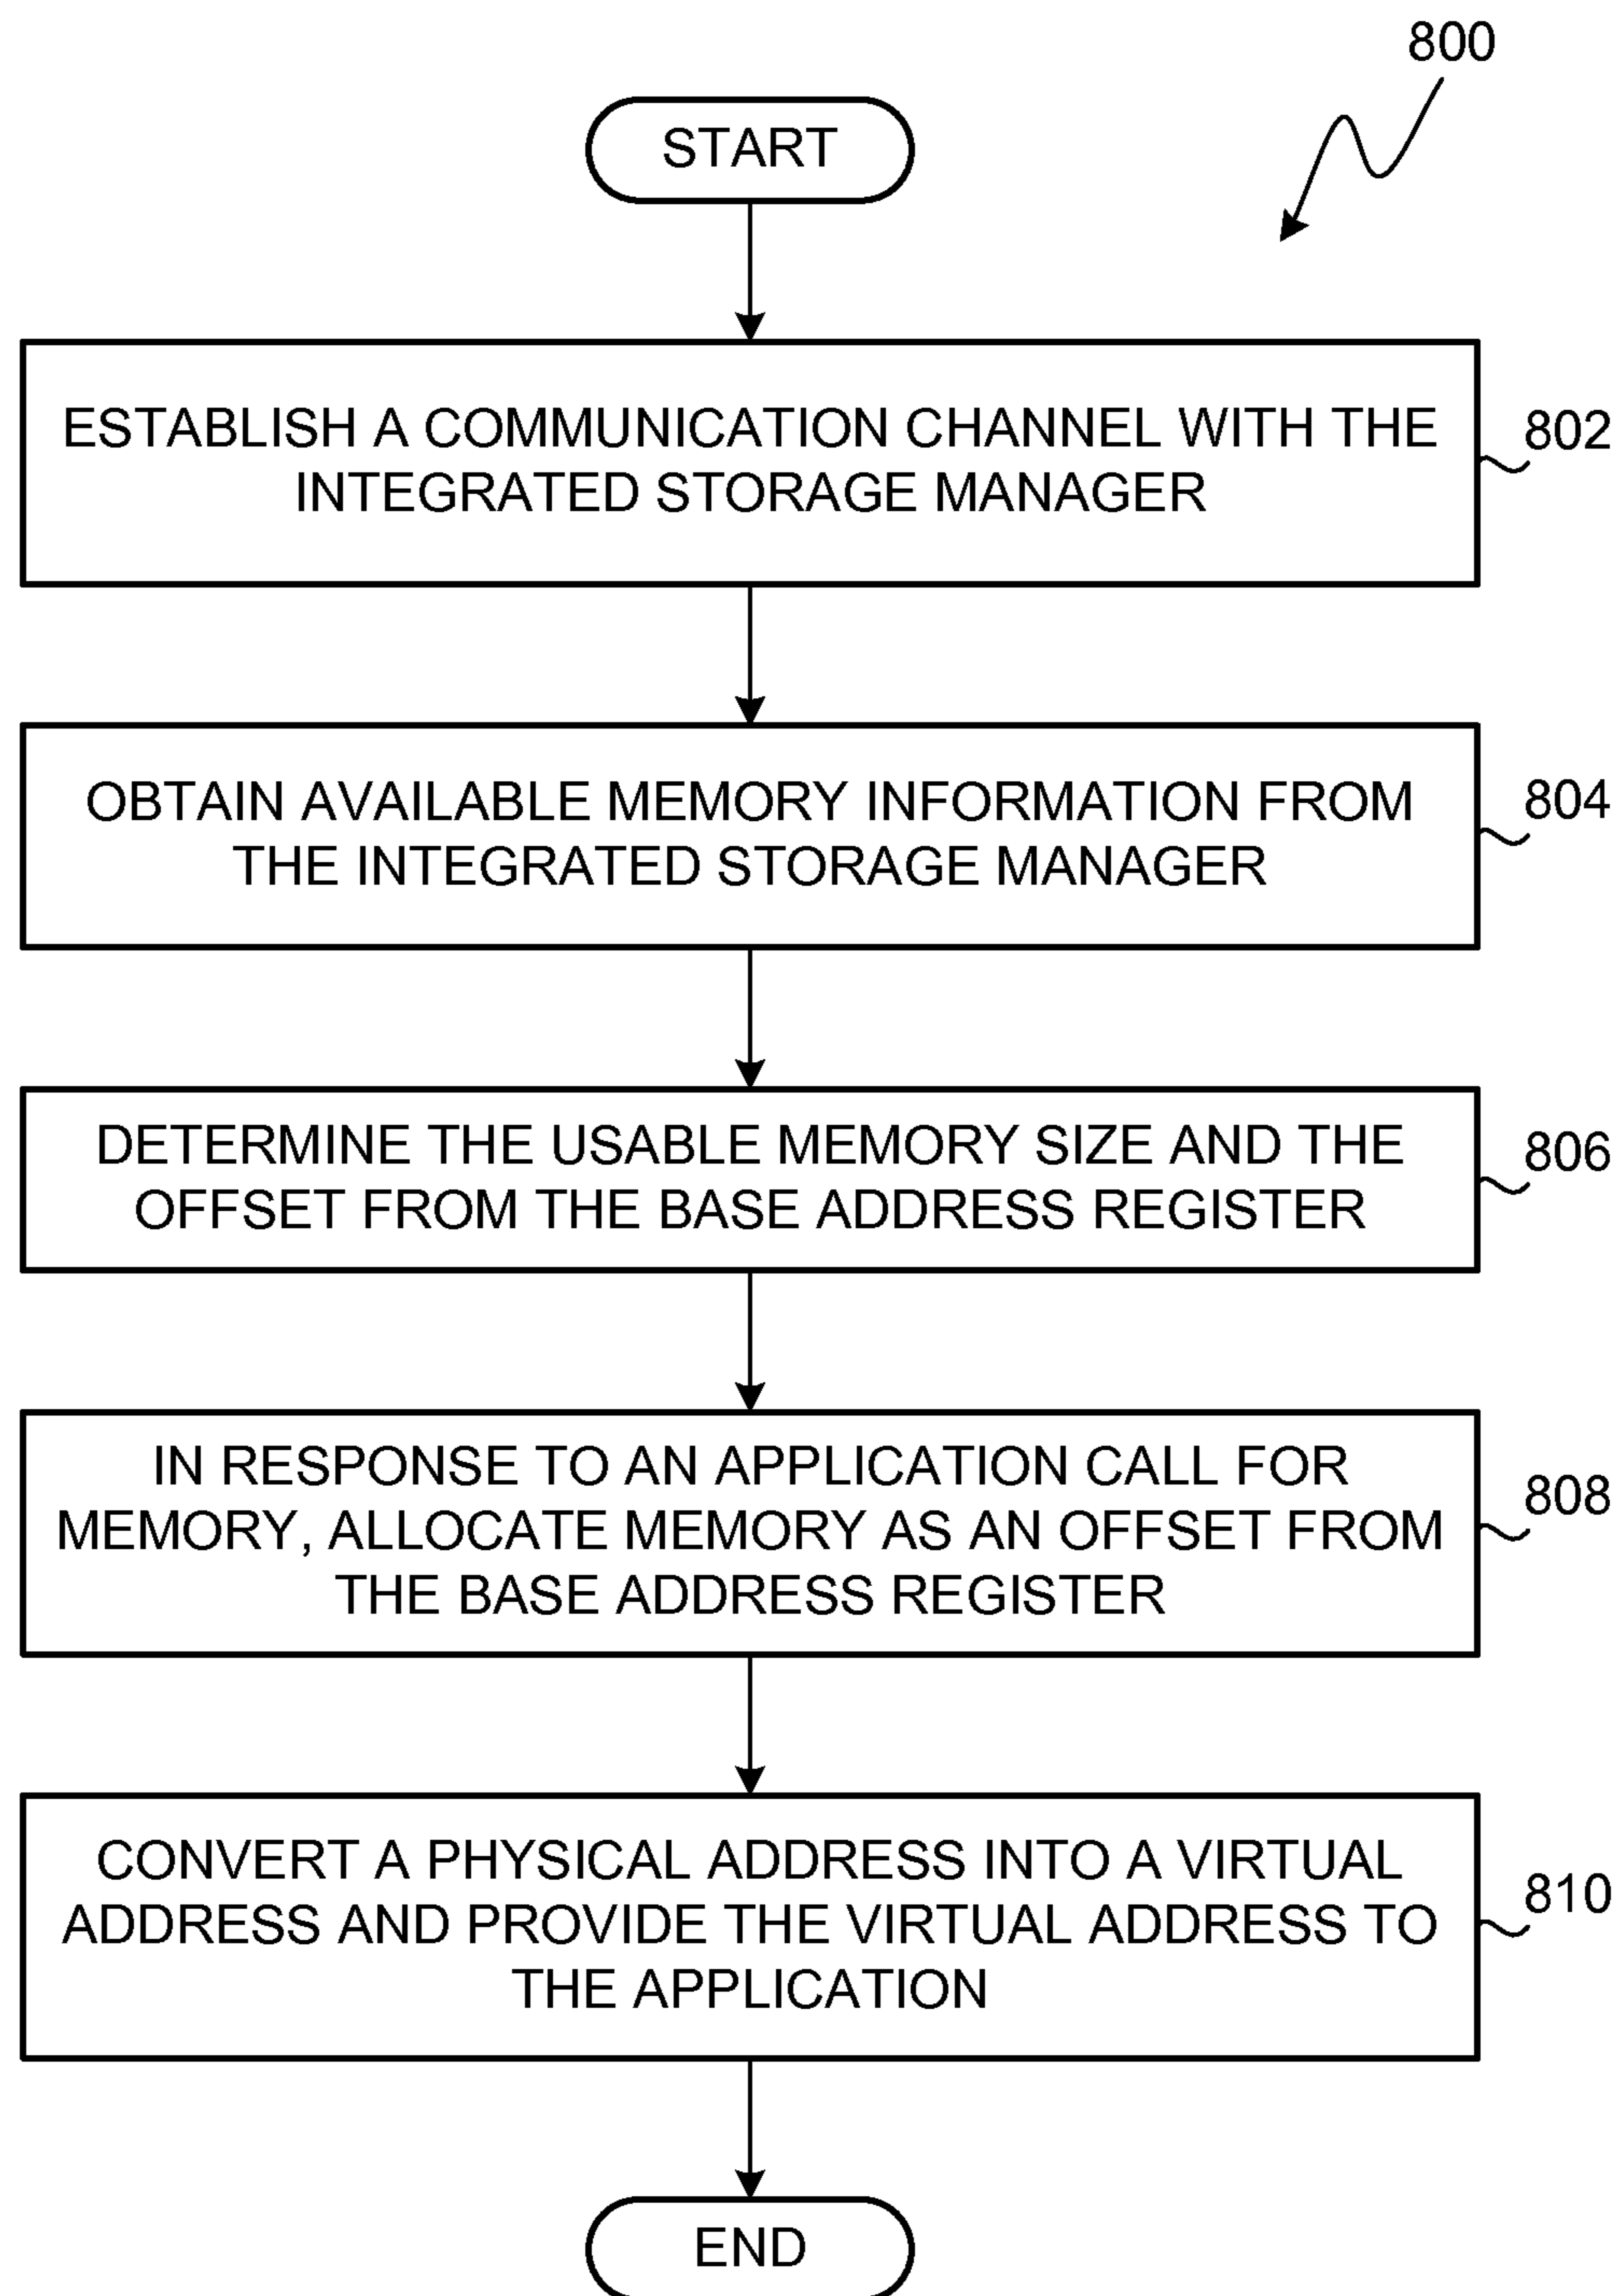 800
START
ESTABLISH A COMMUNICATION CHANNEL WITH THE
INTEGRATED STORAGE MANAGER
802
OBTAIN AVAILABLE MEMORY INFORMATION FROM
THE INTEGRATED STORAGE MANAGER
804
DETERMINE THE USABLE MEMORY SIZE AND THE
OFFSET FROM THE BASE ADDRESS REGISTER
806
IN RESPONSE TO AN APPLICATION CALL FOR
MEMORY, ALLOCATE MEMORY AS AN OFFSET FROM
THE BASE ADDRESS REGISTER
808
CONVERT A PHYSICAL ADDRESS INTO A VIRTUAL
ADDRESS AND PROVIDE THE VIRTUAL ADDRESS TO
THE APPLICATION
810
END